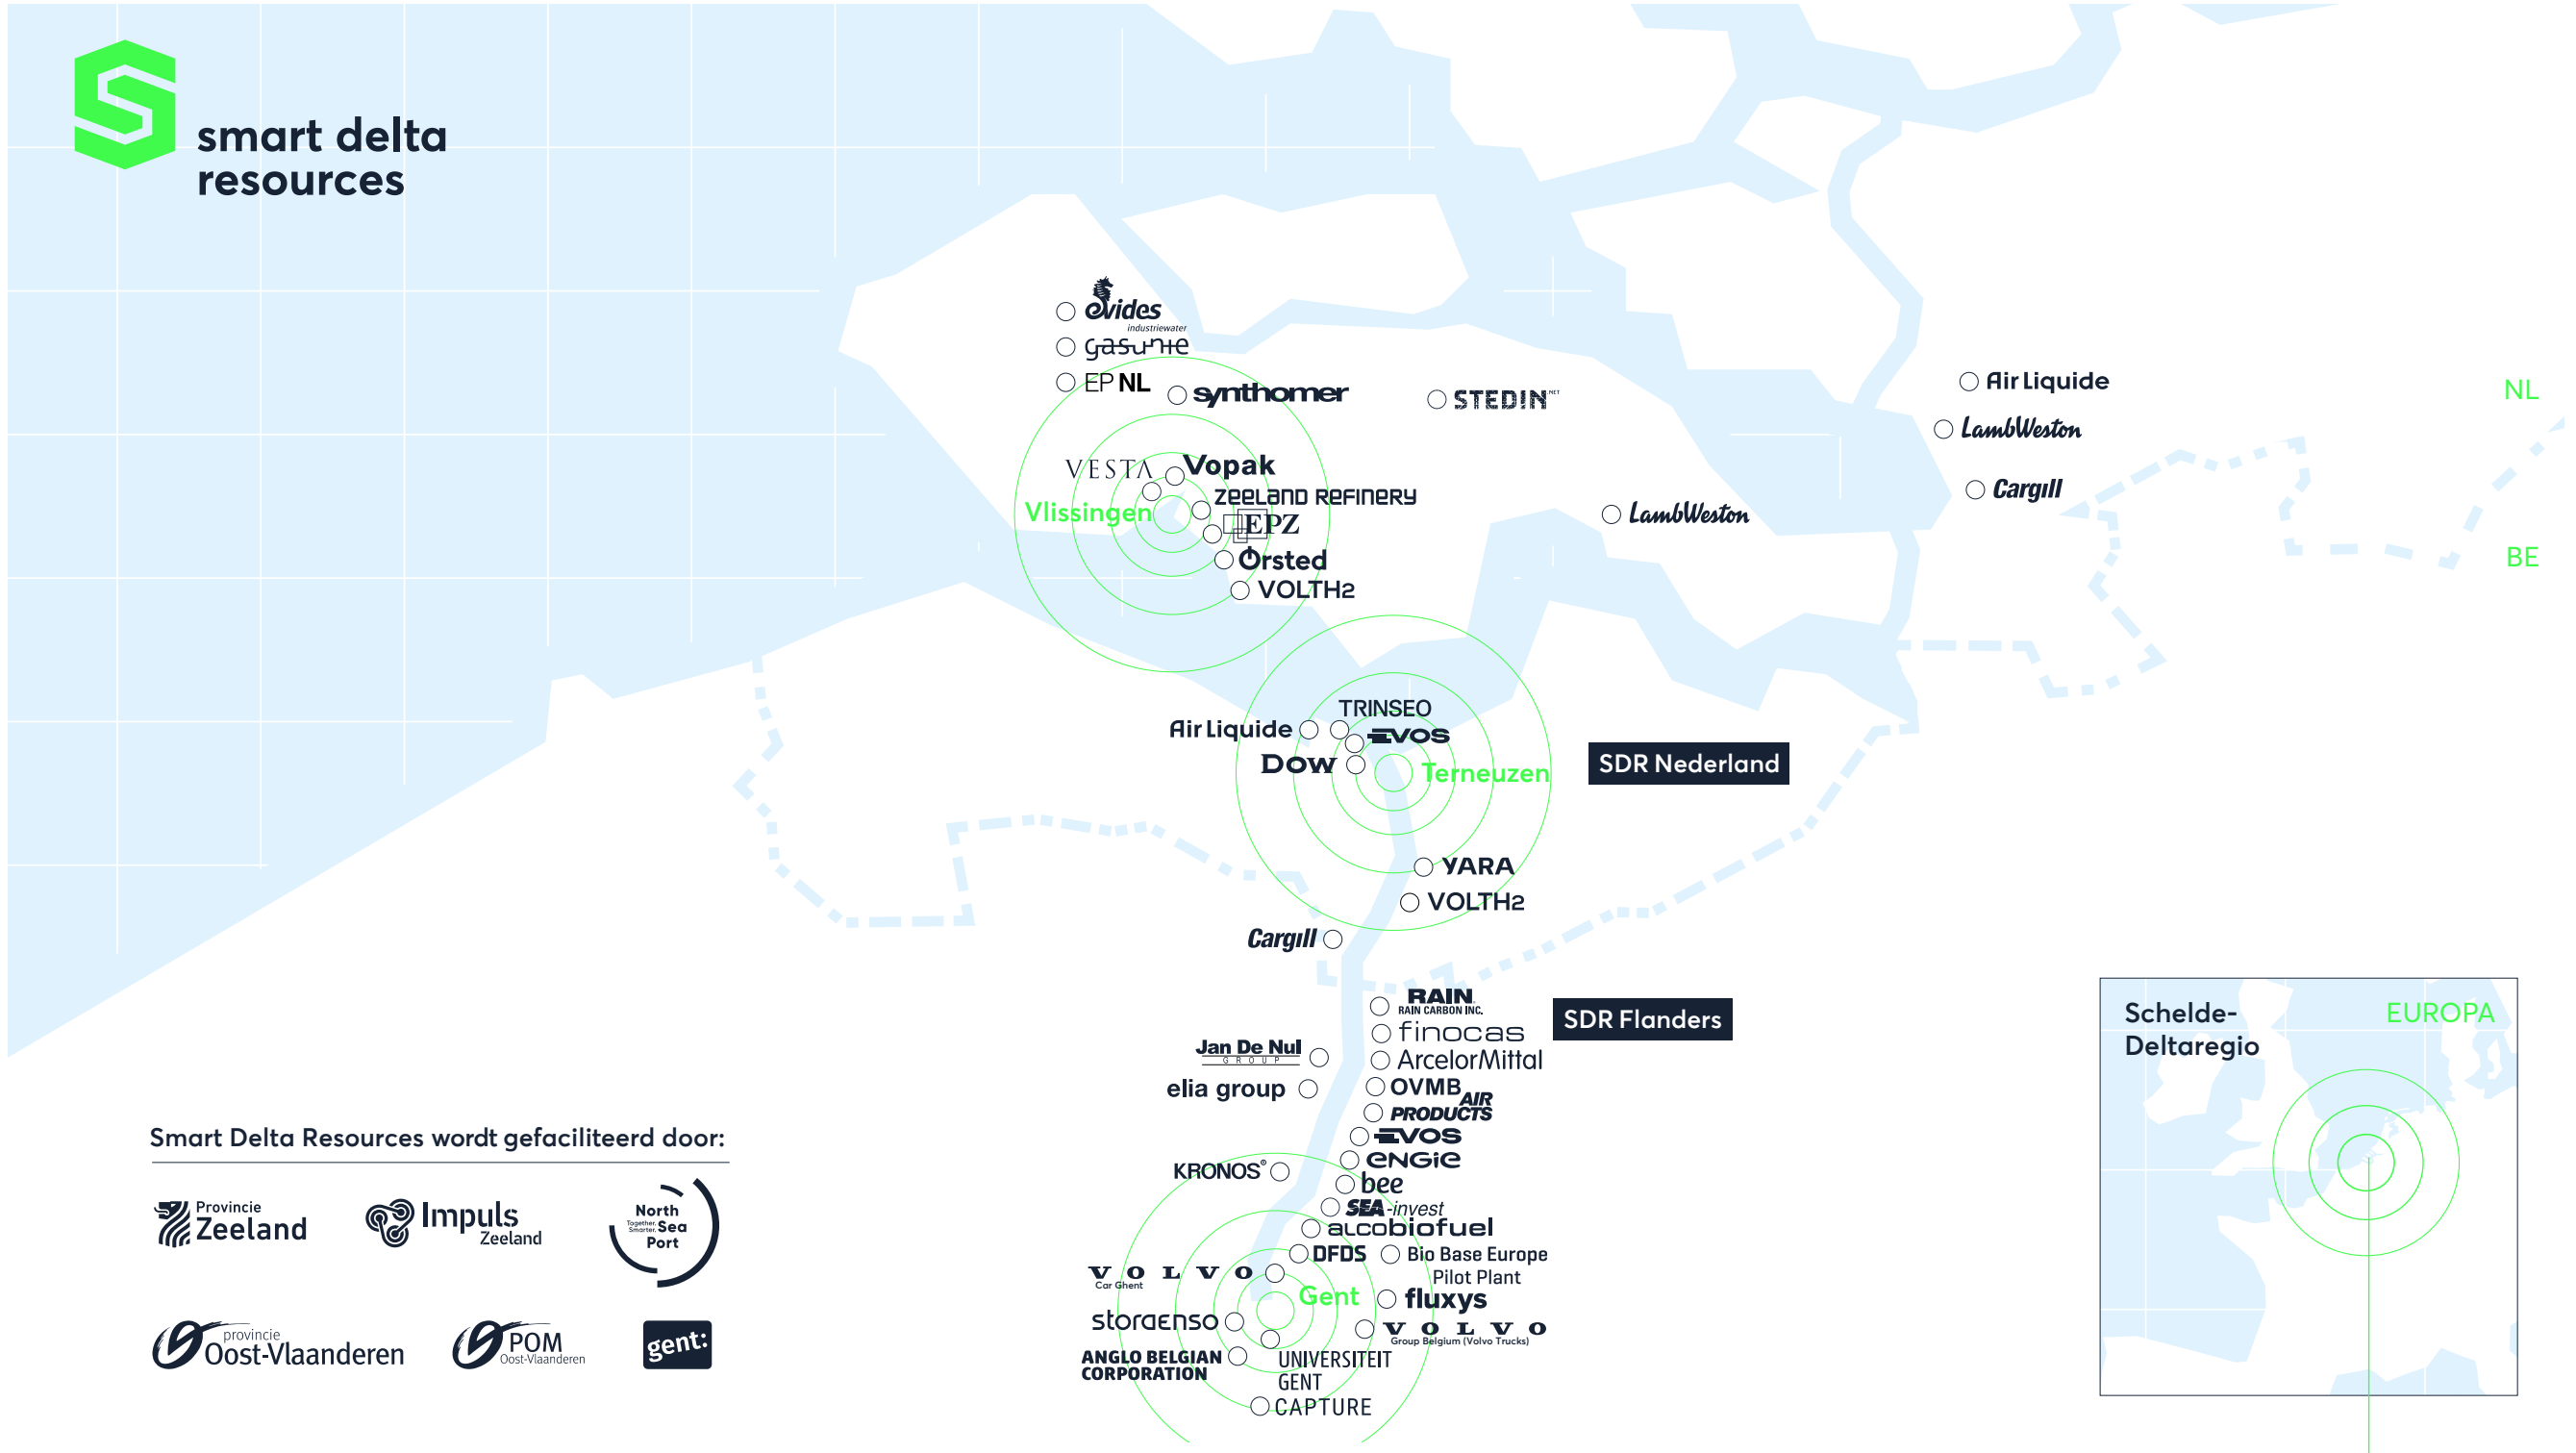 smart delta
resources
evides
industriewater
gasunie
EP NL
synthomer
STEDIN.NET
Air Liquide
LambWeston
Cargill
NL
BE
VESTA
Vopak
Vlissingen
ZEELAND REFINERY
EPZ
Ørsted
VOLTH2
LambWeston
TRINSEO
Air Liquide
EVOS
Dow
Terneuzen
SDR Nederland
YARA
VOLTH2
Cargill
RAIN
RAIN CARBON INC.
SDR Flanders
finocas
Jan De Nul
GROUP
ArcelorMittal
elia group
OVMB
AIR
PRODUCTS
EVOS
ENGIE
KRONOS®
bee
SEA-invest
alcobiofuel
DFDS
Bio Base Europe
Pilot Plant
VOLVO
Car Ghent
Gent
fluxys
storaenso
VOLVO
Group Belgium (Volvo Trucks)
ANGLO BELGIAN
CORPORATION
UNIVERSITEIT
GENT
CAPTURE
Schelde-
Deltaregio
EUROPA
Smart Delta Resources wordt gefaciliteerd door:
Provincie
Zeeland
Impuls
Zeeland
North
Together. Smarter. Sea
Port
provincie
Oost-Vlaanderen
POM
Oost-Vlaanderen
gent: